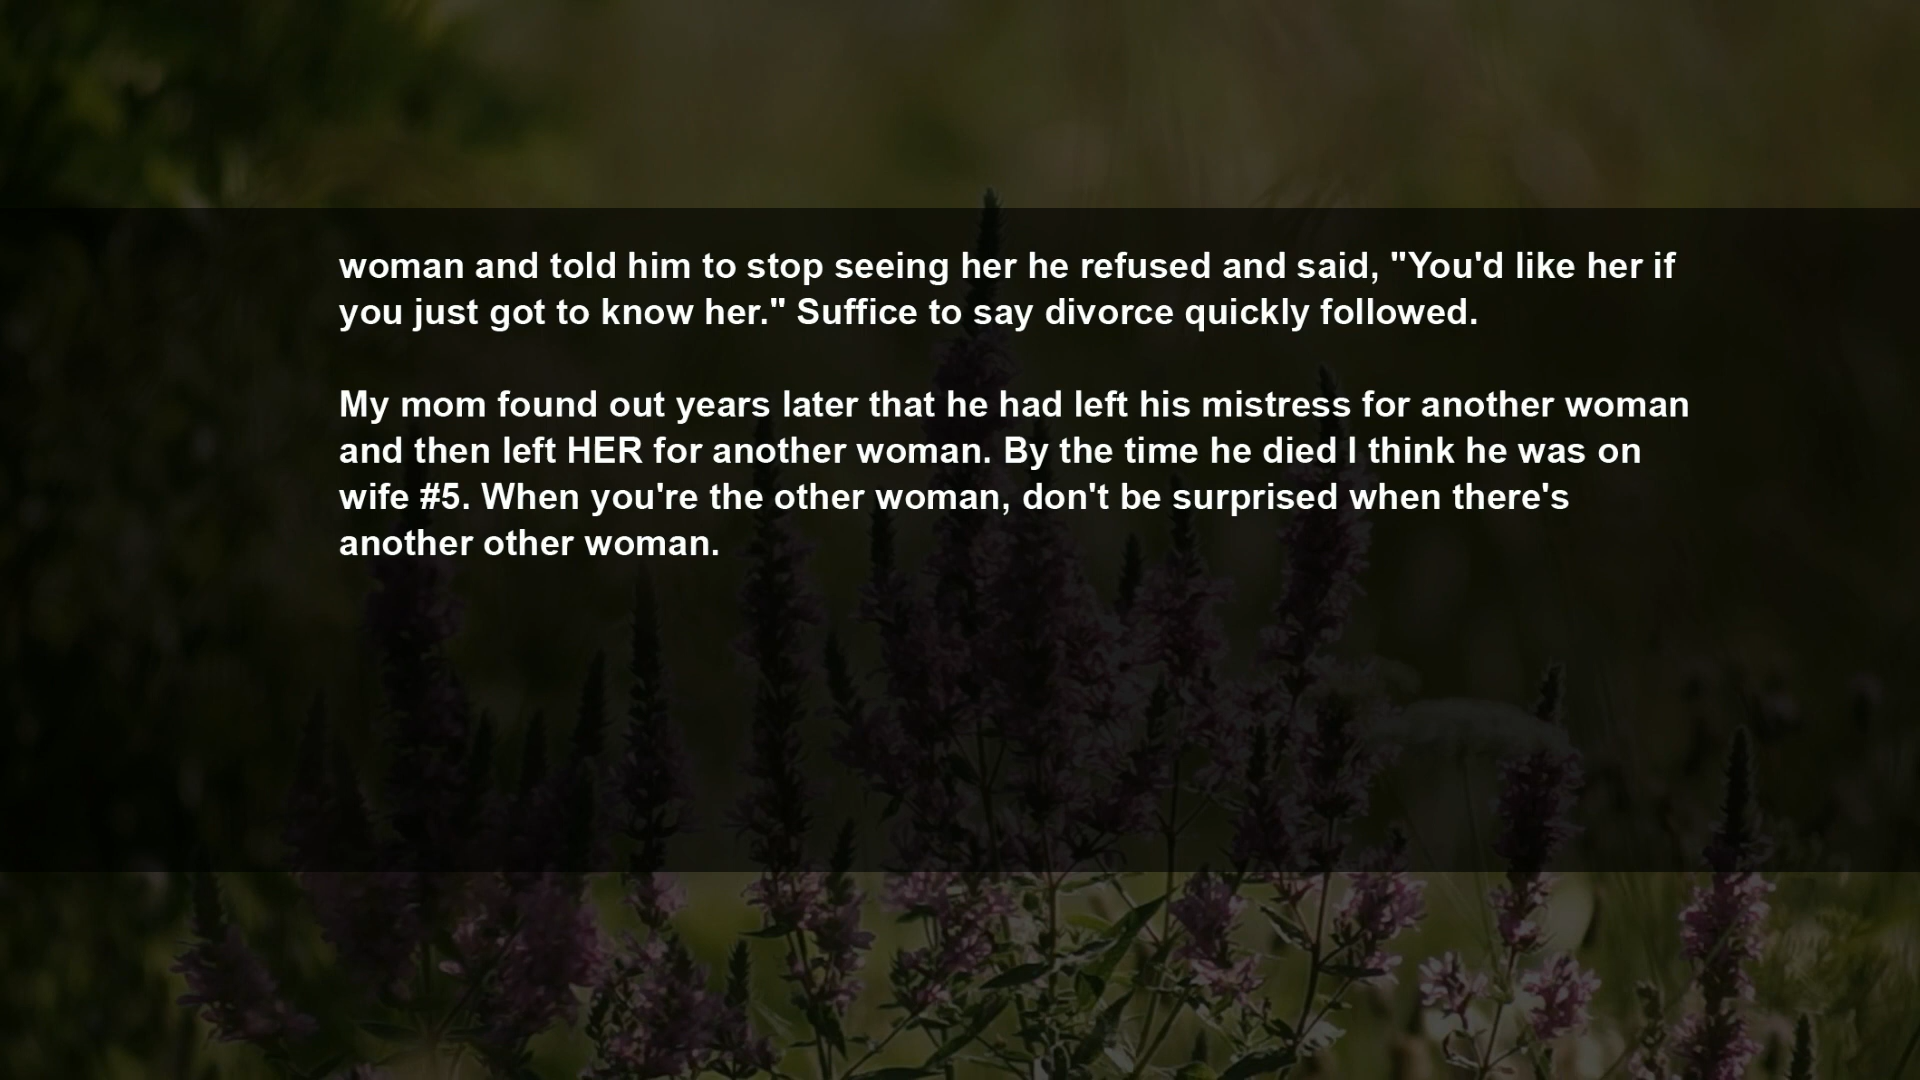 woman and told him to stop seeing her he refused and said, "You'd like her if
you just got to know her." Suffice to say divorce quickly followed.
My mom found out years later that he had left his mistress for another woman
and then left HER for another woman. By the time he died I think he was on
wife #5. When you're the other woman, don't be surprised when there's
another other woman.